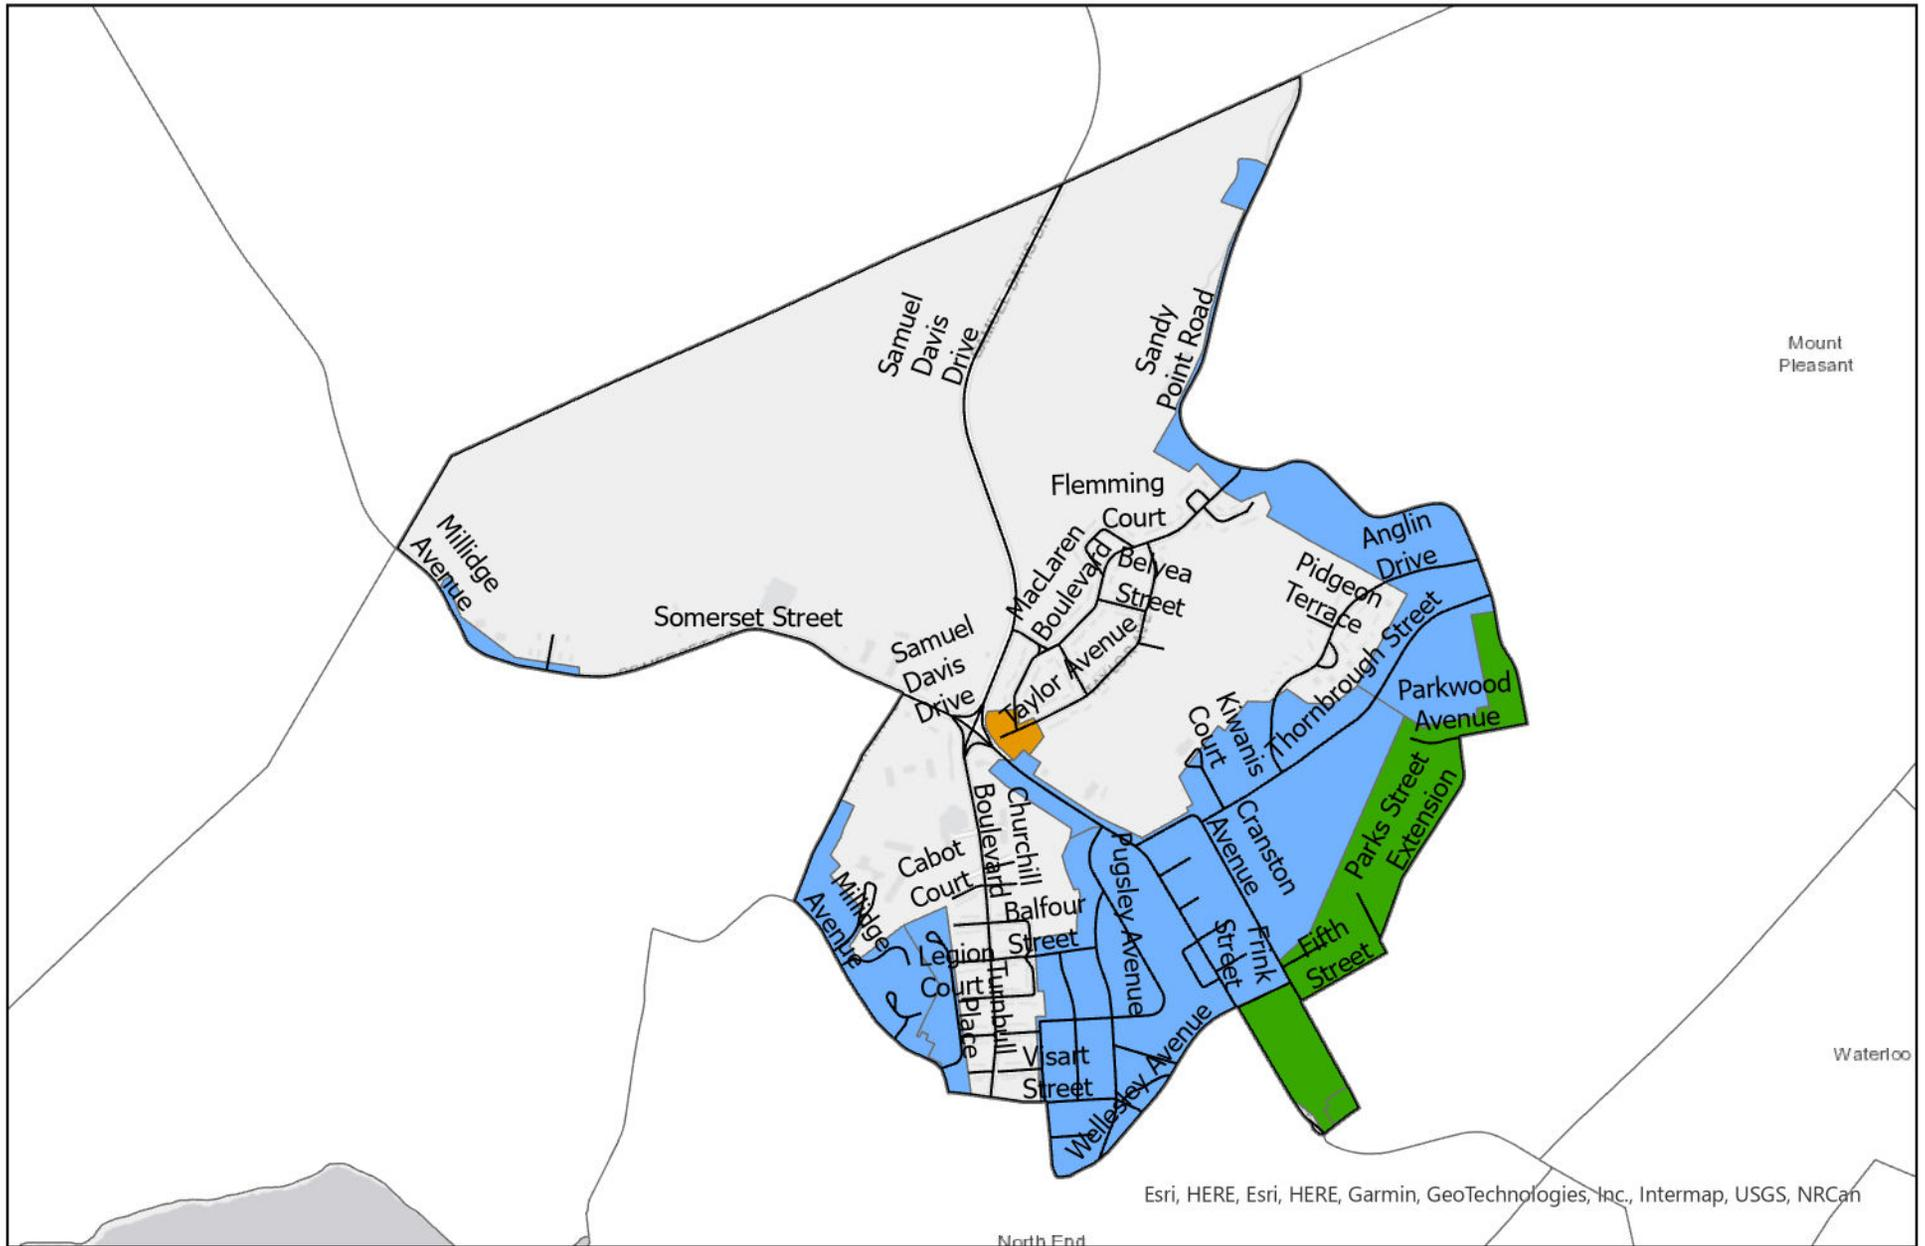 Mount
Pleasant
SAMUEL DAVIS DR
Samuel
Davis
Drive
Sandy
Point Road
Flemming
Court
Anglin
Drive
Millidge
Avenue
MacLaren
Boulevard
Belyea
Street
Pidgeon
Terrace
Somerset Street
Samuel
Davis
Drive
Taylor Avenue
Thornbrough Street
Parkwood
Avenue
Kiwanis
Court
Churchill
Boulevard
Cranston
Avenue
Parks Street
Extension
Cabot
Court
Millidge
Avenue
Balfour
Street
Pugsley Avenue
Frink
Street
Fifth
Street
Legion
Court
Turnbull
Place
Visart
Street
Wellesley Avenue
Waterloo
Esri, HERE, Esri, HERE, Garmin, GeoTechnologies, Inc., Intermap, USGS, NRCan
North End